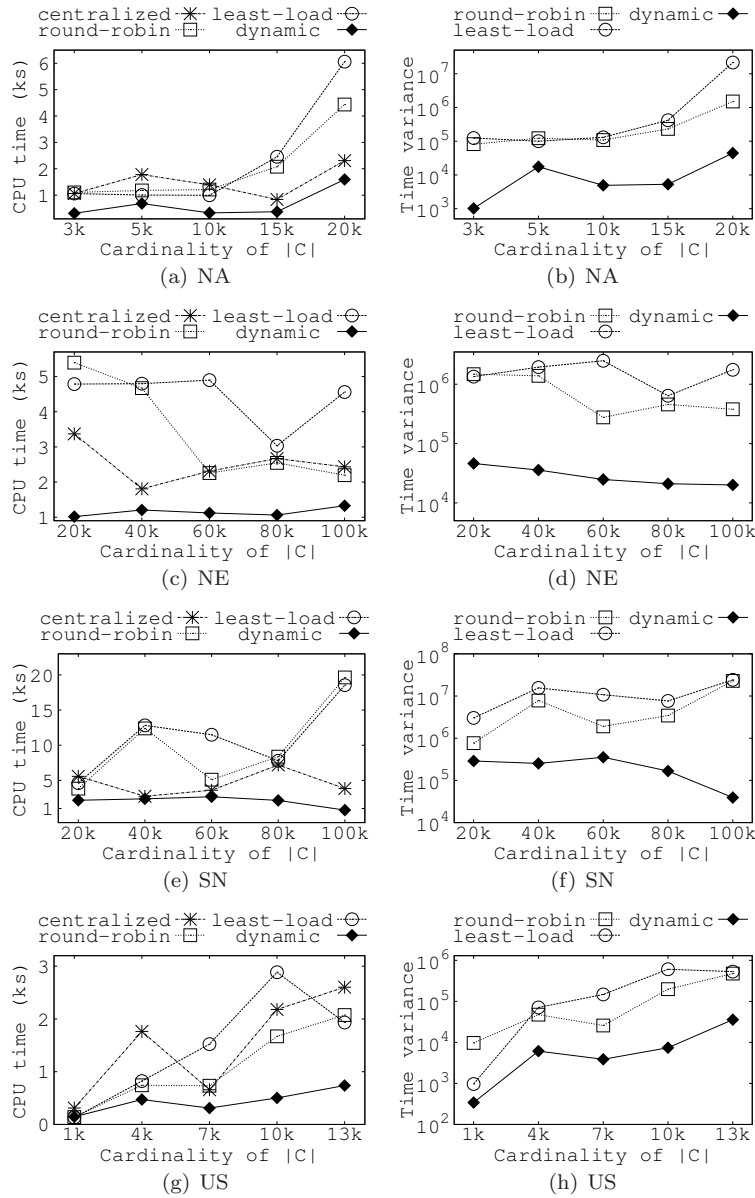 centralized least-load
round-robin dynamic
CPU time (ks)
6
5
4
3
2
1
3k 5k 10k 15k 20k
Cardinality of |C|
(a) NA
round-robin dynamic
least-load
Time variance
10^7
10^6
10^5
10^4
10^3
3k 5k 10k 15k 20k
Cardinality of |C|
(b) NA
centralized least-load
round-robin dynamic
CPU time (ks)
5
4
3
2
1
20k 40k 60k 80k 100k
Cardinality of |C|
(c) NE
round-robin dynamic
least-load
Time variance
10^6
10^5
10^4
20k 40k 60k 80k 100k
Cardinality of |C|
(d) NE
centralized least-load
round-robin dynamic
CPU time (ks)
20
15
10
5
1
20k 40k 60k 80k 100k
Cardinality of |C|
(e) SN
round-robin dynamic
least-load
Time variance
10^8
10^7
10^6
10^5
10^4
20k 40k 60k 80k 100k
Cardinality of |C|
(f) SN
centralized least-load
round-robin dynamic
CPU time (ks)
3
2
1
0
1k 4k 7k 10k 13k
Cardinality of |C|
(g) US
round-robin dynamic
least-load
Time variance
10^6
10^5
10^4
10^3
10^2
1k 4k 7k 10k 13k
Cardinality of |C|
(h) US